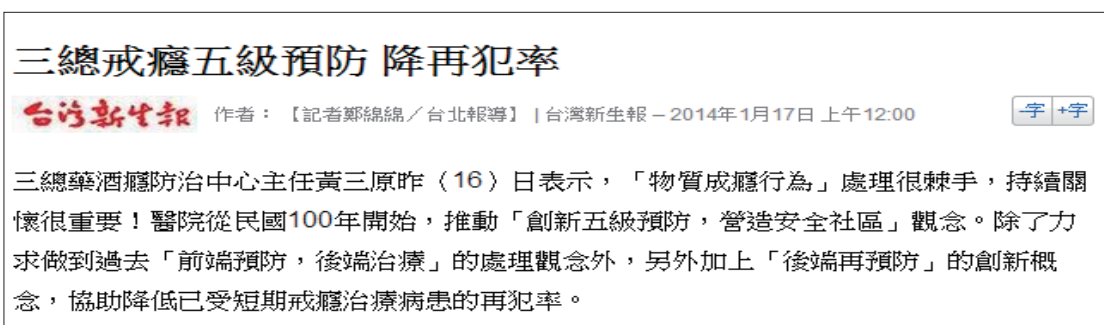 三總戒癮五級預防 降再犯率
台灣新生報 作者：【記者鄭綿綿／台北報導】 | 台灣新生報 – 2014年1月17日 上午12:00 -字 +字
三總藥酒癮防治中心主任黃三原昨（16）日表示，「物質成癮行為」處理很棘手，持續關
懷很重要！醫院從民國100年開始，推動「創新五級預防，營造安全社區」觀念。除了力
求做到過去「前端預防，後端治療」的處理觀念外，另外加上「後端再預防」的創新概
念，協助降低已受短期戒癮治療病患的再犯率。